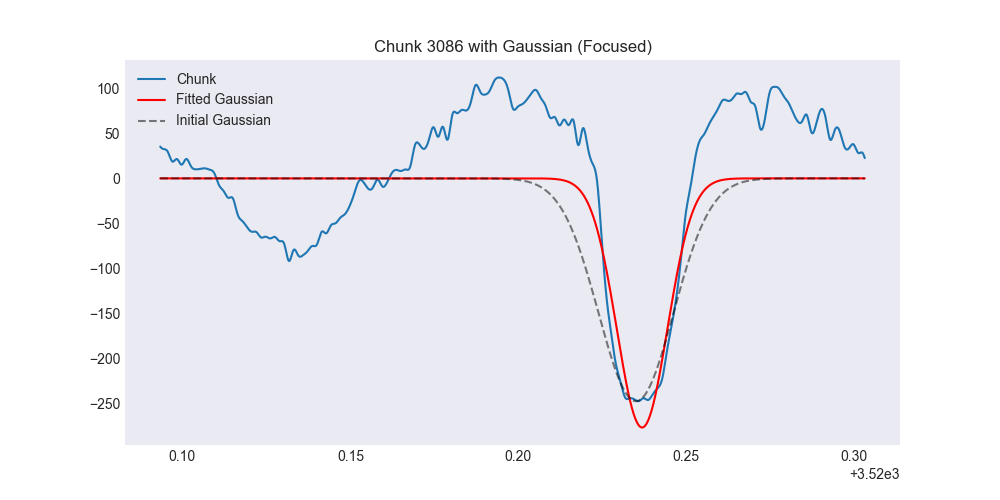 Chunk 3086 with Gaussian (Focused)
Chunk
Fitted Gaussian
Initial Gaussian
100
50
0
−50
−100
−150
−200
−250
0.10 0.15 0.20 0.25 0.30
+3.52e3